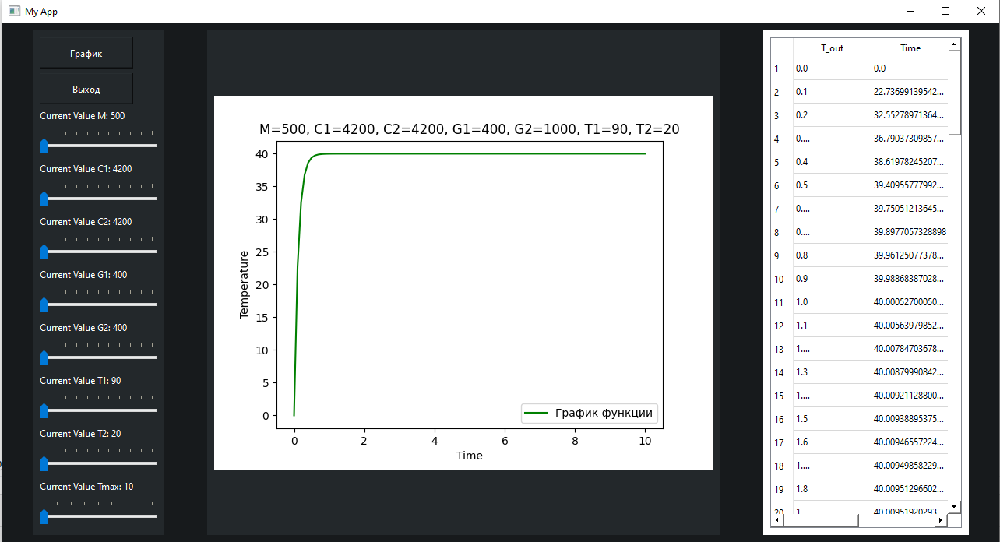 My App
График
Выход
Current Value M: 500
Current Value C1: 4200
Current Value C2: 4200
Current Value G1: 400
Current Value G2: 400
Current Value T1: 90
Current Value T2: 20
Current Value Tmax: 10
M=500, C1=4200, C2=4200, G1=400, G2=1000, T1=90, T2=20
40
35
30
25
20
15
10
5
0
Temperature
0 2 4 6 8 10
Time
График функции
T_out Time
1 0.0 0.0
2 0.1 22.73699139542...
3 0.2 32.55278971364...
4 0.... 36.79037309857...
5 0.4 38.61978245207...
6 0.5 39.40955777992...
7 0.... 39.75051213645...
8 0.... 39.8977057328898
9 0.8 39.96125077378...
10 0.9 39.98868387028...
11 1.0 40.00052700050...
12 1.1 40.00563979852...
13 1.... 40.00784703678...
14 1.3 40.00879990842...
15 1.... 40.00921128800...
16 1.5 40.00938895375...
17 1.6 40.00946557224...
18 1.... 40.00949858229...
19 1.8 40.00951296602...
20 1 40.00951920293